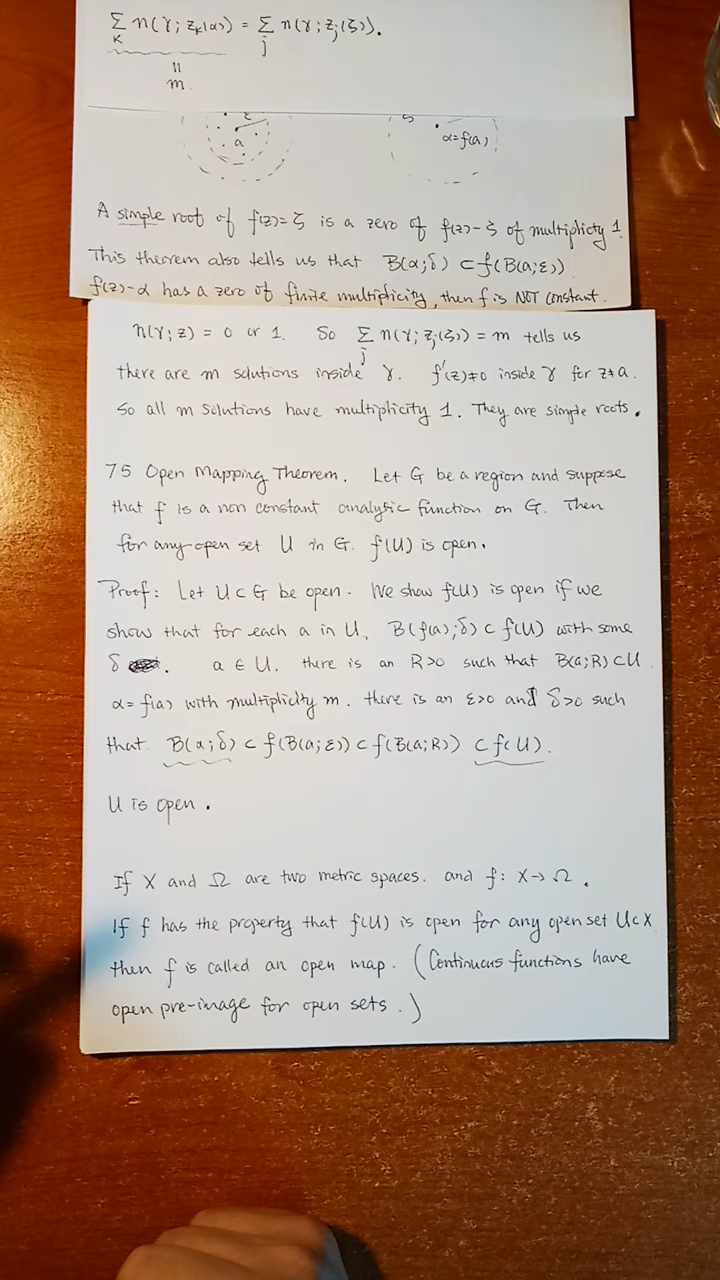 Σ n(γ; z_k(α)) = Σ n(γ; z_j(ζ)).
k j
=
m
ε
a
δ
α=f(a)
A simple root of f(z)=ζ is a zero of f(z)-ζ of multiplicty 1.
This theorem also tells us that B(α;δ) ⊂ f(B(a;ε))
f(z)-α has a zero of finite multiplicity, then f is NOT constant.
n(γ;z) = 0 or 1. So Σ n(γ; z_j(ζ)) = m tells us
j
there are m solutions inside γ. f'(z)≠0 inside γ for z≠a.
So all m solutions have multiplicity 1. They are simple roots.
7.5 Open Mapping Theorem. Let G be a region and suppose
that f is a non constant analytic function on G. Then
for any open set U in G. f(U) is open.
Proof: Let U⊂G be open. We show f(U) is open if we
show that for each a in U, B(f(a);δ) ⊂ f(U) with some
δ . a ∈ U. there is an R>0 such that B(a;R)⊂U.
α=f(a) with multiplicity m. there is an ε>0 and δ>0 such
that. B(α;δ) ⊂ f(B(a;ε)) ⊂ f(B(a;R)) ⊂ f(U).
U is open.
If X and Ω are two metric spaces. and f: X→Ω.
If f has the property that f(U) is open for any open set U⊂X
then f is called an open map. (Continuous functions have
open pre-image for open sets.)